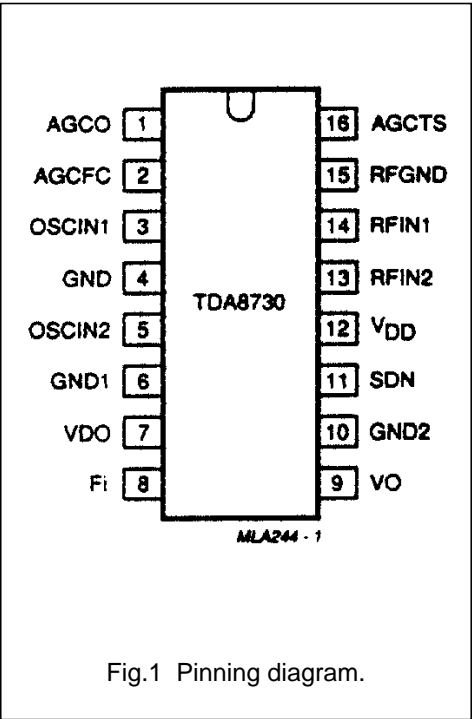 AGCO 1 16 AGCTS
AGCFC 2 15 RFGND
OSCIN1 3 14 RFIN1
GND 4 13 RFIN2
TDA8730
OSCIN2 5 12 VDD
GND1 6 11 SDN
VDO 7 10 GND2
Fi 8 9 VO
MLA244 - 1
Fig.1 Pinning diagram.